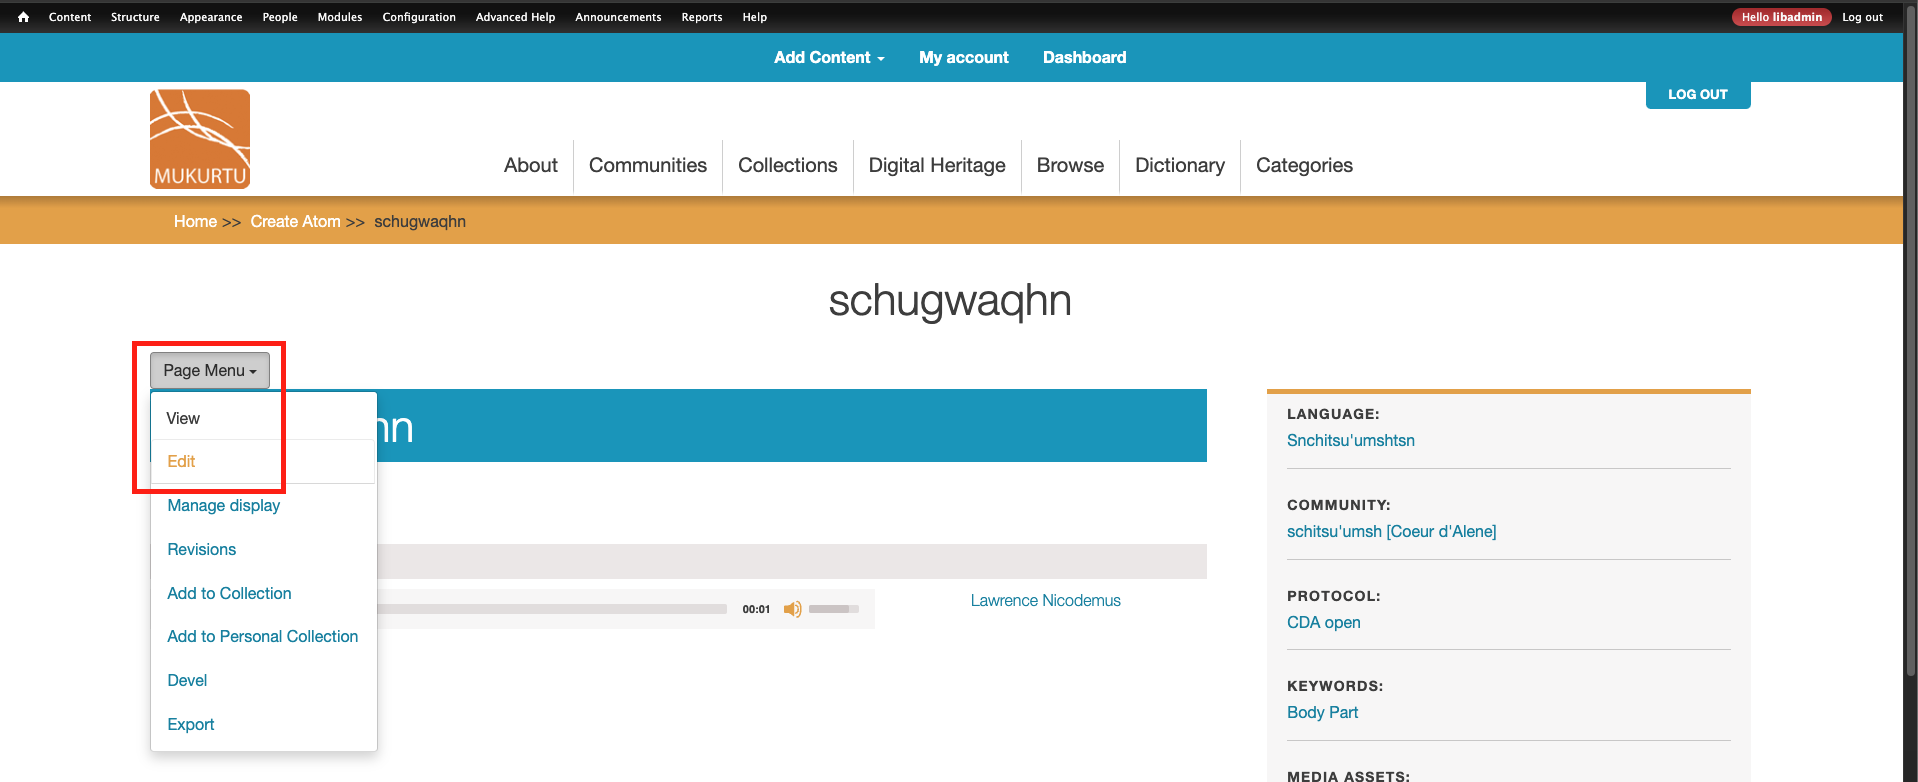 Content Structure Appearance People Modules Configuration Advanced Help Announcements Reports Help Hello libadmin Log out
Add Content My account Dashboard
LOG OUT
MUKURTU
About Communities Collections Digital Heritage Browse Dictionary Categories
Home >> Create Atom >> schugwaqhn
schugwaqhn
Page Menu
View
Edit
Manage display
Revisions
Add to Collection
Add to Personal Collection
Devel
Export
hn
00:01
Lawrence Nicodemus
LANGUAGE:
Snchitsu'umshtsn
COMMUNITY:
schitsu'umsh [Coeur d'Alene]
PROTOCOL:
CDA open
KEYWORDS:
Body Part
MEDIA ASSETS: